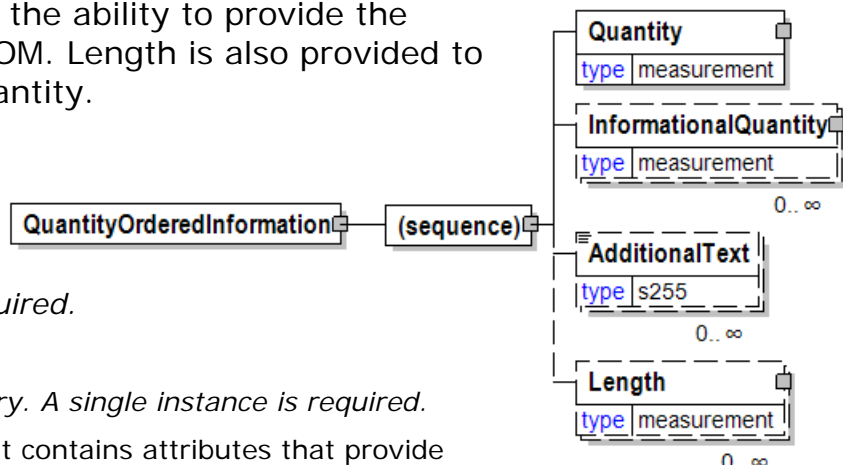 the ability to provide the
OM. Length is also provided to
antity.
QuantityOrderedInformation
(sequence)
Quantity
type measurement
InformationalQuantity
type measurement
0.. ∞
AdditionalText
type s255
0.. ∞
Length
type measurement
0.. ∞
uired.
ry. A single instance is required.
t contains attributes that provide